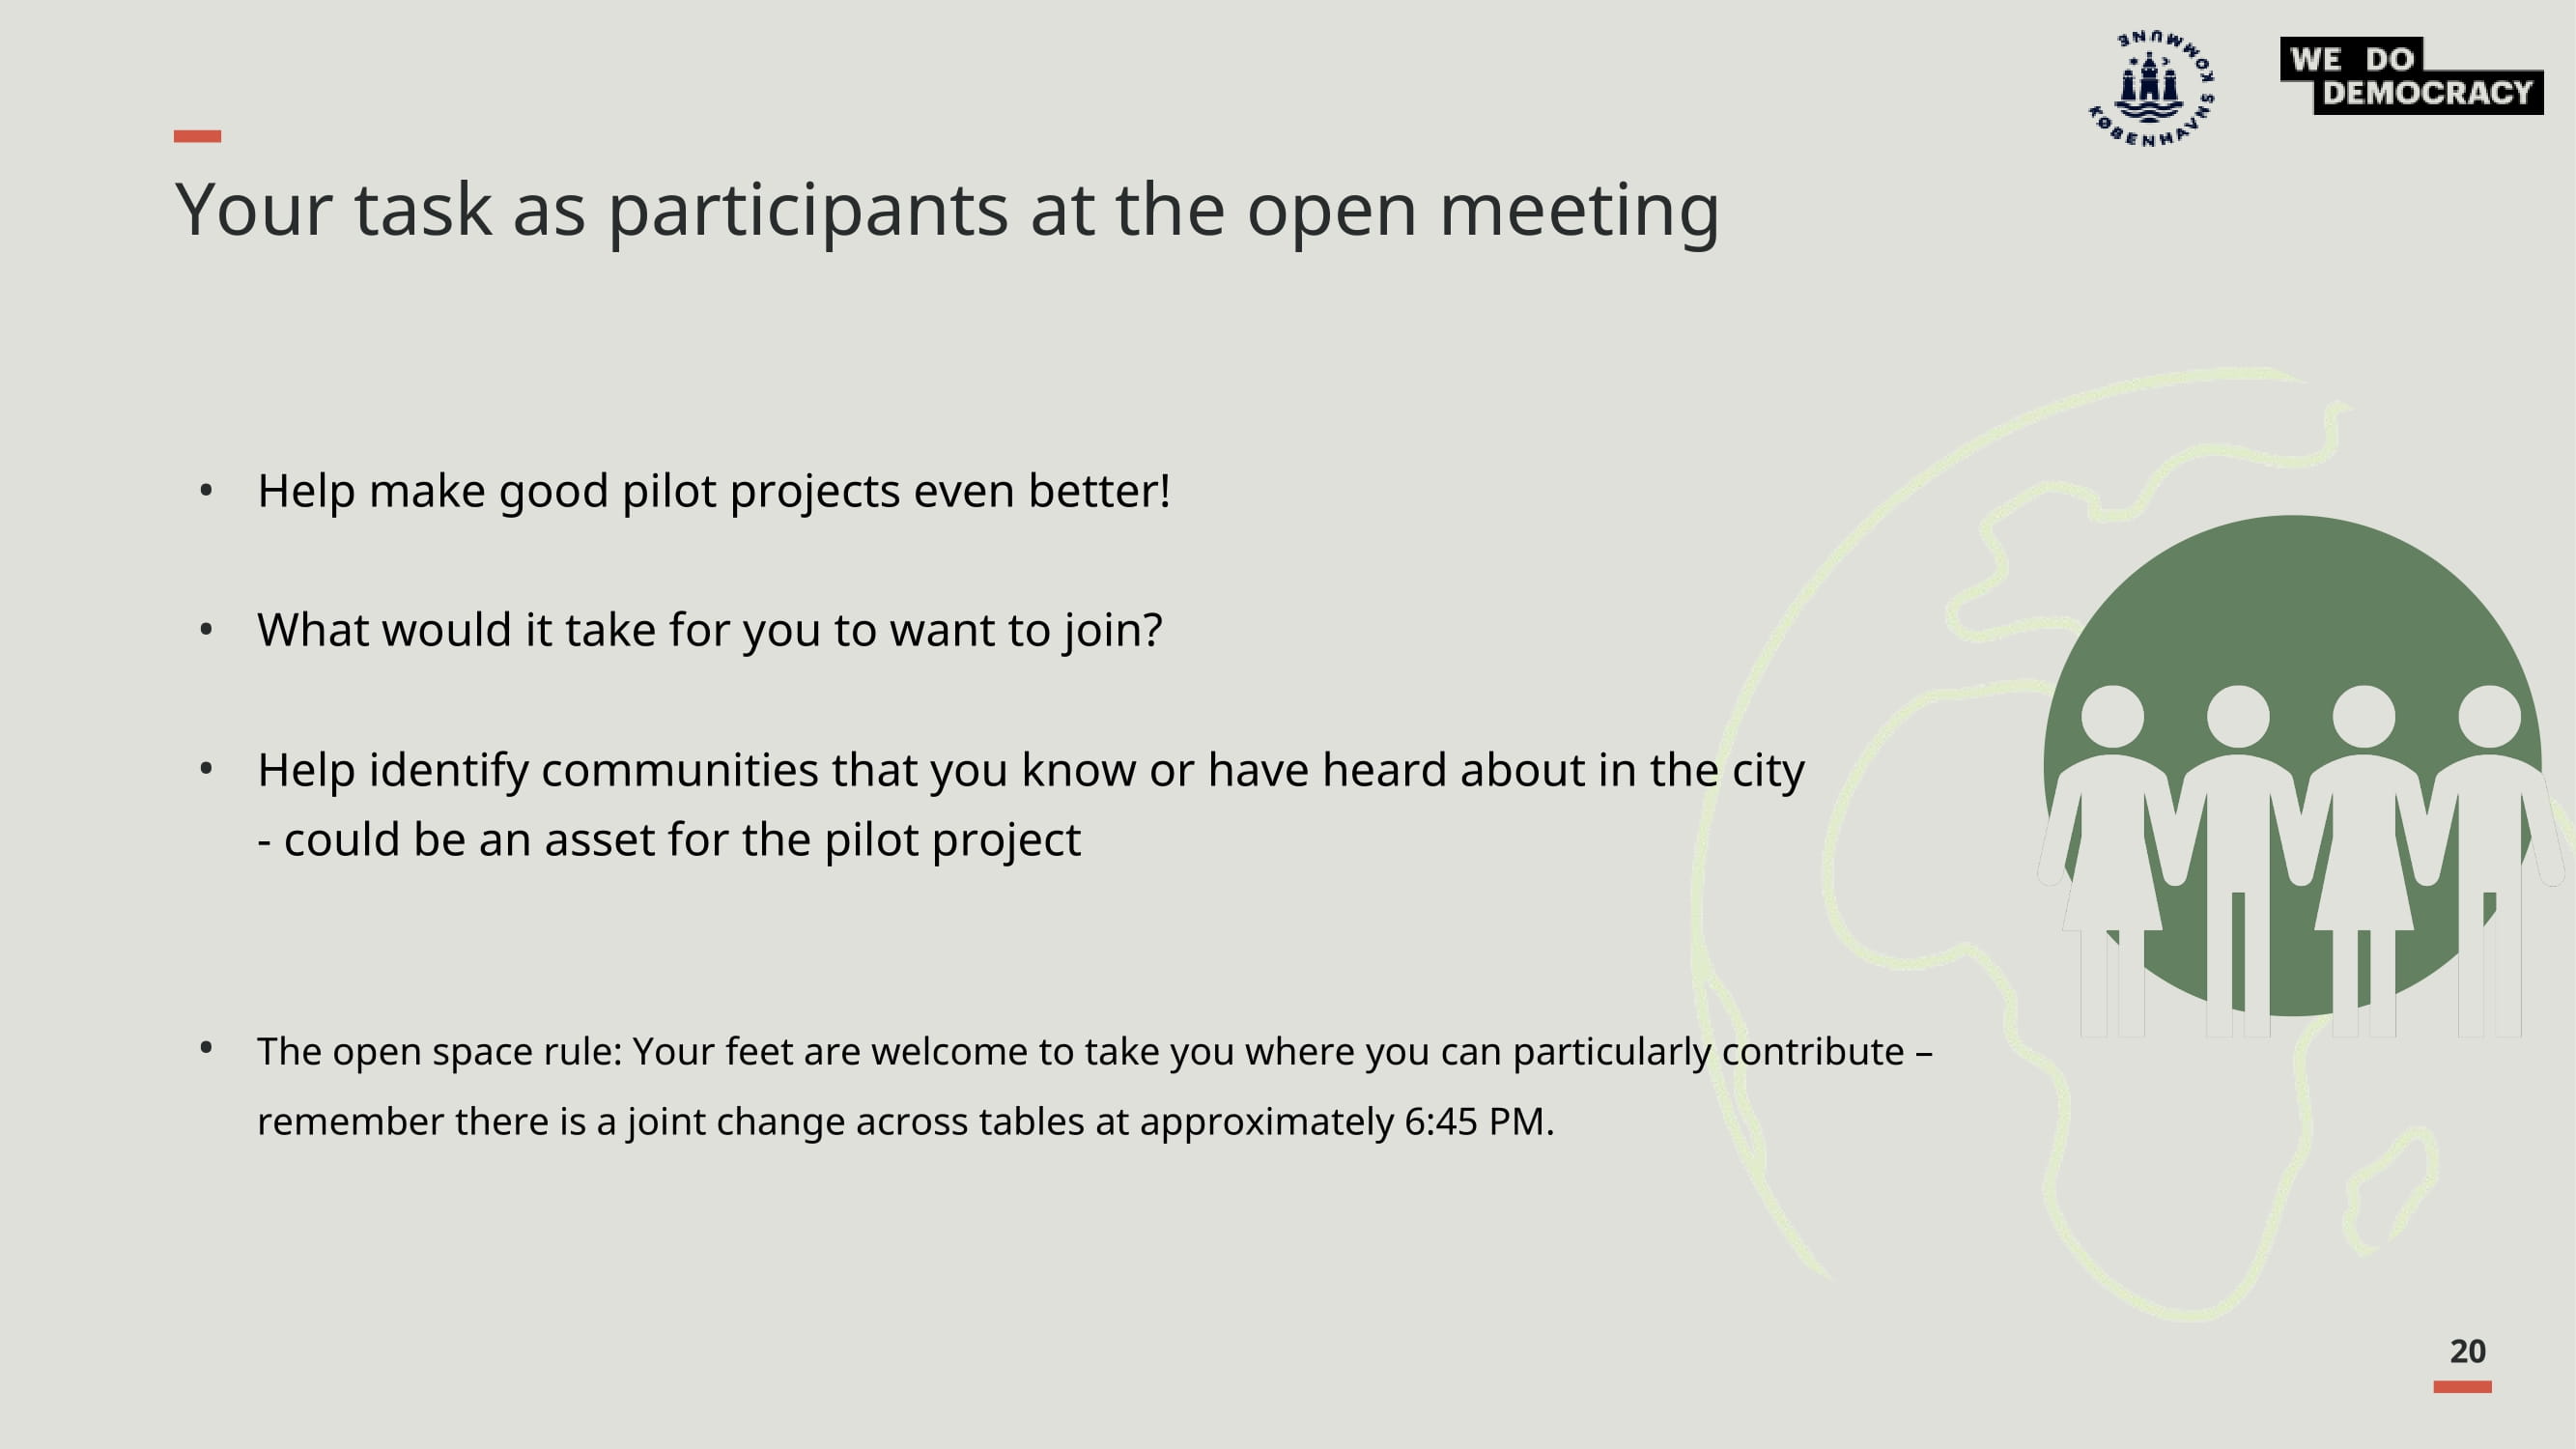 KØBENHAVNS KOMMUNE
WE DO
DEMOCRACY
Your task as participants at the open meeting
• Help make good pilot projects even better!
• What would it take for you to want to join?
• Help identify communities that you know or have heard about in the city
- could be an asset for the pilot project
• The open space rule: Your feet are welcome to take you where you can particularly contribute –
remember there is a joint change across tables at approximately 6:45 PM.
20